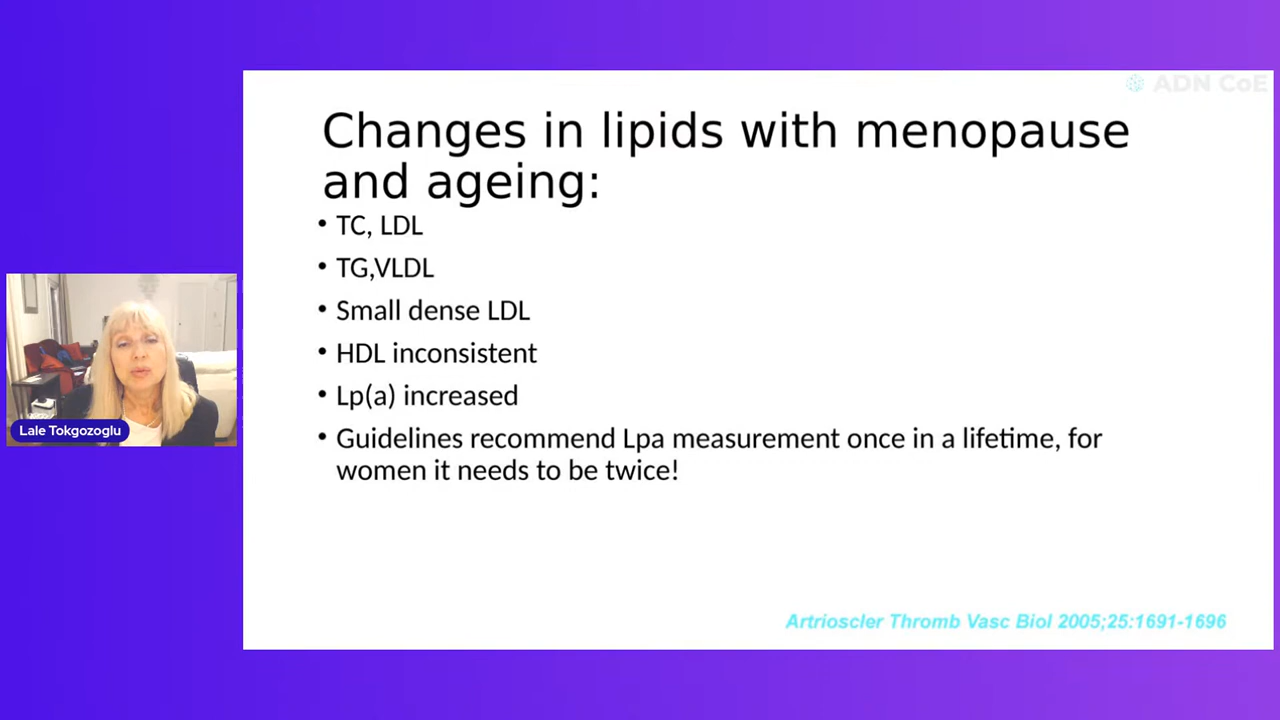 ADN CoE
Changes in lipids with menopause
and ageing:
• TC, LDL
• TG,VLDL
• Small dense LDL
• HDL inconsistent
• Lp(a) increased
• Guidelines recommend Lpa measurement once in a lifetime, for
women it needs to be twice!
Lale Tokgozoglu
Artrioscler Thromb Vasc Biol 2005;25:1691-1696